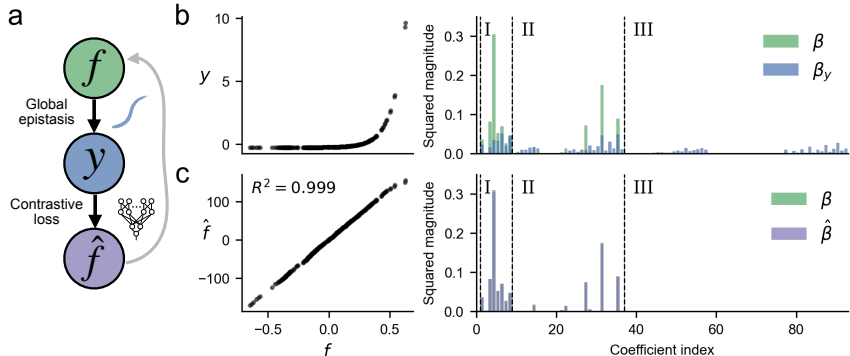 a
f
Global
epistasis
y
Contrastive
loss
f̂
b
10
5
0
y
Squared magnitude
0.3
0.2
0.1
0.0
I
II
III
β
βy
c
R² = 0.999
100
0
−100
f̂
−0.5
0.0
0.5
f
Squared magnitude
0.3
0.2
0.1
0.0
I
II
III
β
β̂
0
20
40
60
80
Coefficient index